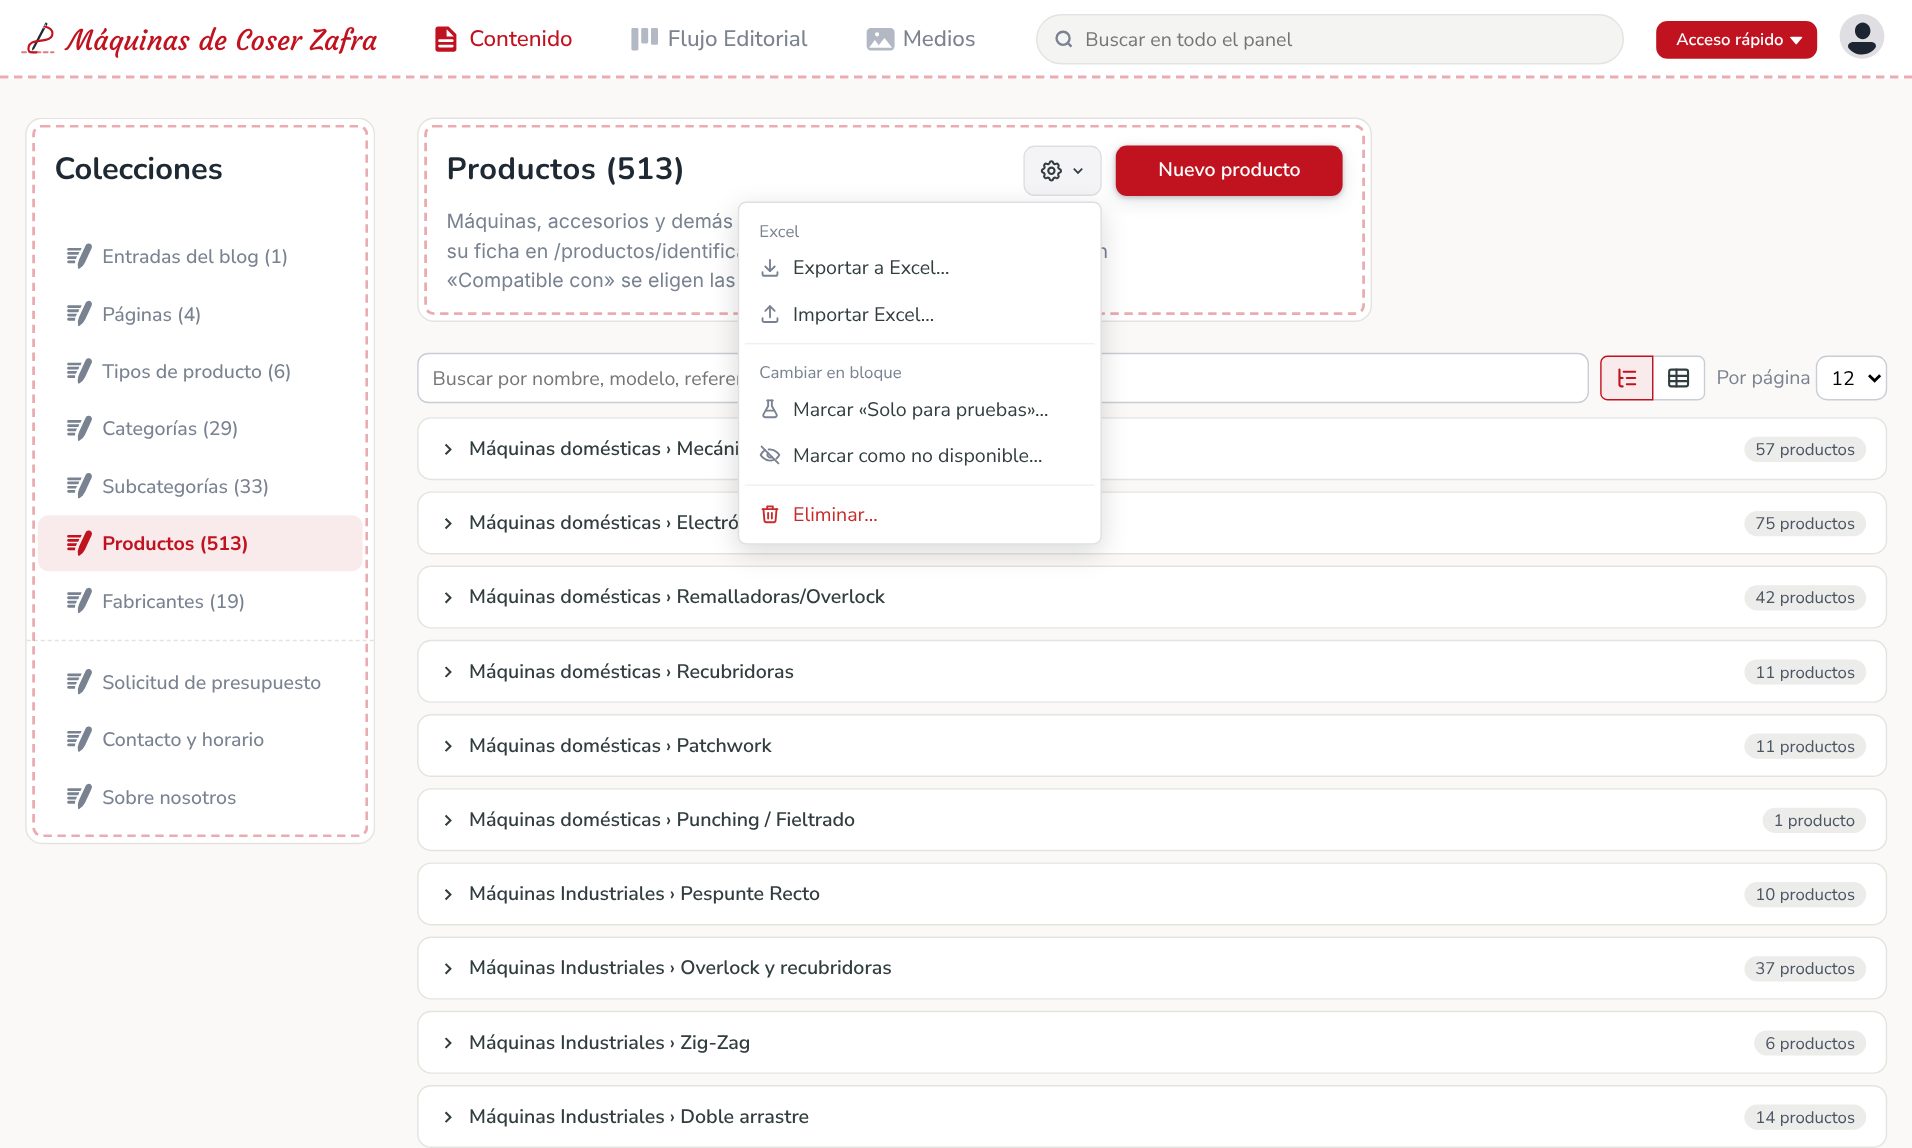 Máquinas de Coser Zafra
Contenido
Flujo Editorial
Medios
Buscar en todo el panel
Acceso rápido
Colecciones
Entradas del blog (1)
Páginas (4)
Tipos de producto (6)
Categorías (29)
Subcategorías (33)
Productos (513)
Fabricantes (19)
Solicitud de presupuesto
Contacto y horario
Sobre nosotros
Productos (513)
Nuevo producto
Máquinas, accesorios y demás
su ficha en
«Compatible con» se eligen las
Excel
Exportar a Excel...
Importar Excel...
Cambiar en bloque
Marcar «Solo para pruebas»...
Marcar como no disponible...
Eliminar...
Buscar por nombre, modelo,
Por página
12
Máquinas domésticas ›
57 productos
Máquinas domésticas ›
75 productos
Máquinas domésticas › Remalladoras/Overlock
42 productos
Máquinas domésticas › Recubridoras
11 productos
Máquinas domésticas › Patchwork
11 productos
Máquinas domésticas › Punching / Fieltrado
1 producto
Máquinas Industriales › Pespunte Recto
10 productos
Máquinas Industriales › Overlock y recubridoras
37 productos
Máquinas Industriales › Zig-Zag
6 productos
Máquinas Industriales › Doble arrastre
14 productos